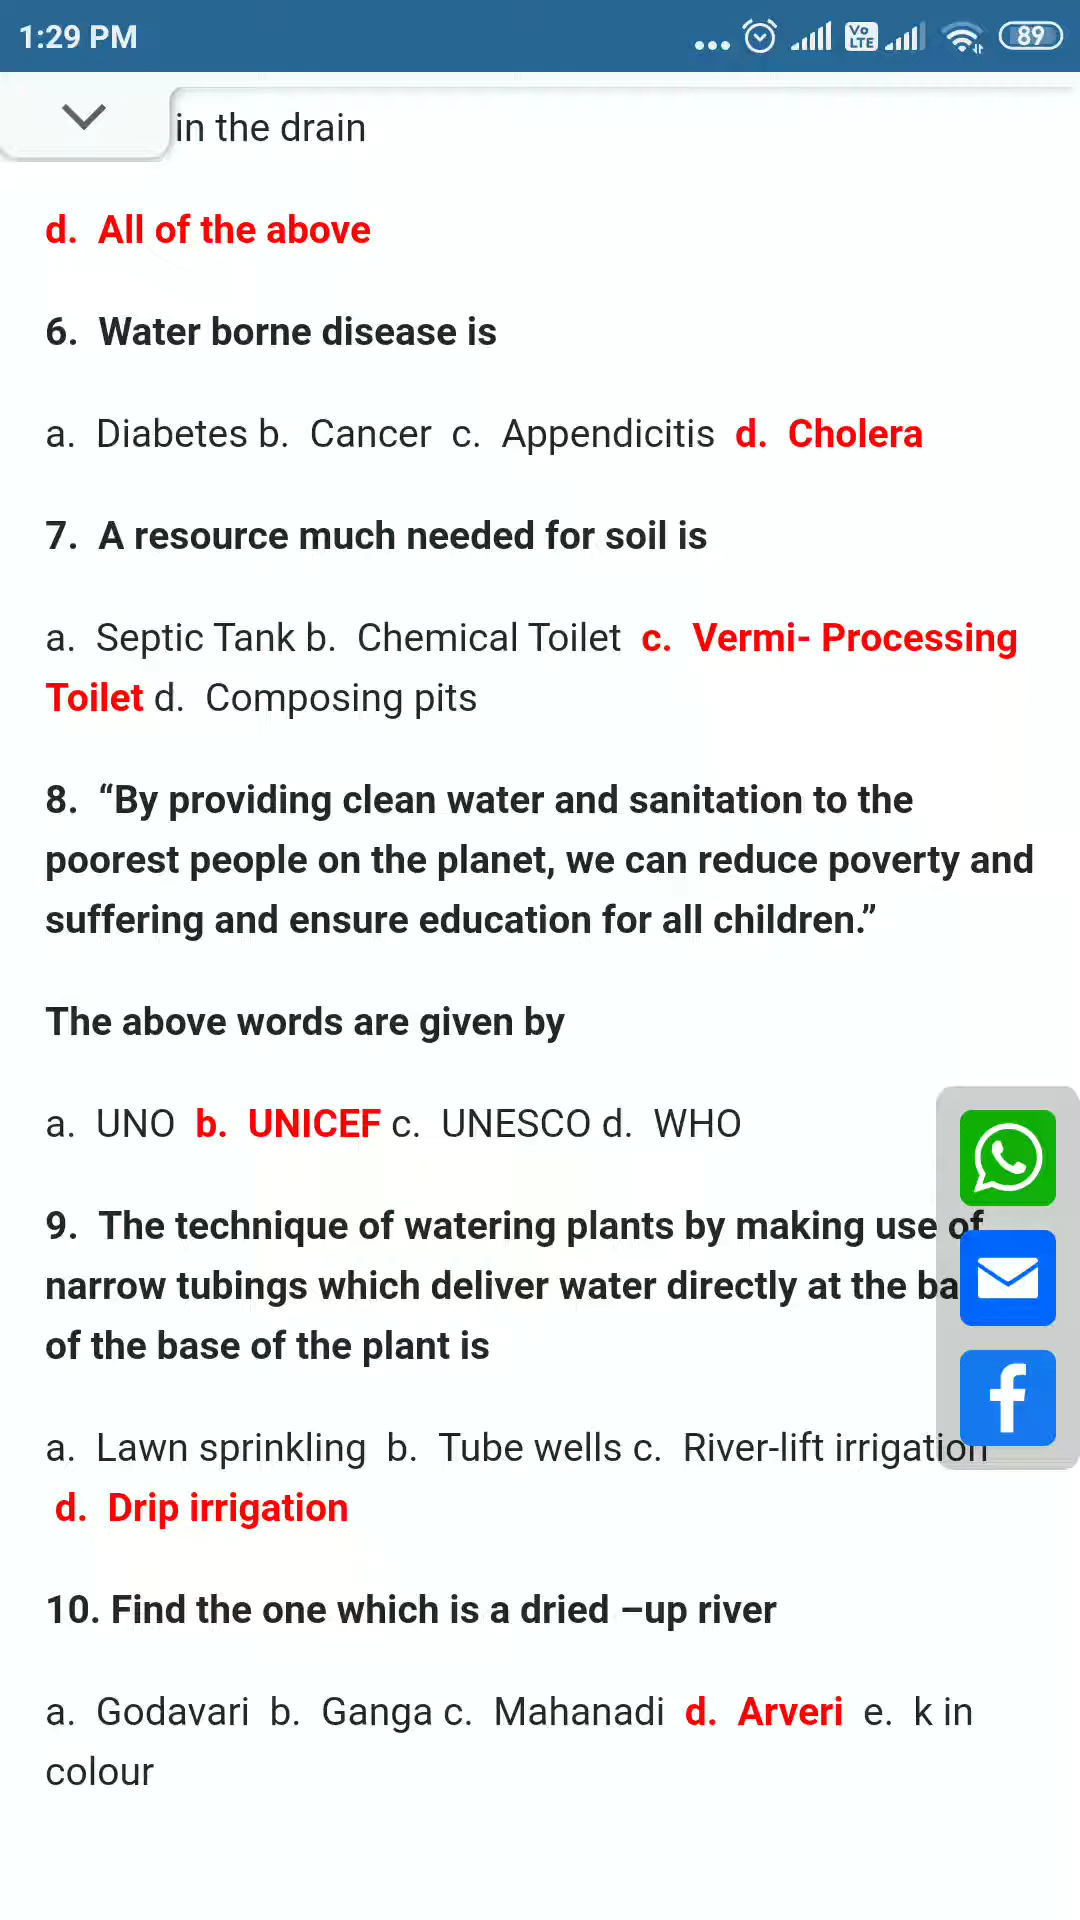 1:29 PM
Vo LTE
89
in the drain
d. All of the above
6. Water borne disease is
a. Diabetes b. Cancer c. Appendicitis d. Cholera
7. A resource much needed for soil is
a. Septic Tank b. Chemical Toilet c. Vermi- Processing
Toilet d. Composing pits
8. “By providing clean water and sanitation to the
poorest people on the planet, we can reduce poverty and
suffering and ensure education for all children.”
The above words are given by
a. UNO b. UNICEF c. UNESCO d. WHO
9. The technique of watering plants by making use of
narrow tubings which deliver water directly at the ba
of the base of the plant is
a. Lawn sprinkling b. Tube wells c. River-lift irrigation
d. Drip irrigation
10. Find the one which is a dried –up river
a. Godavari b. Ganga c. Mahanadi d. Arveri e. k in
colour